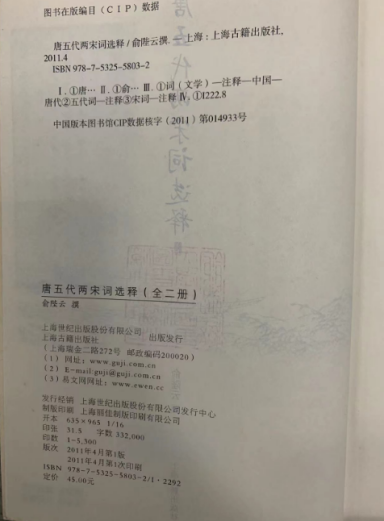 图书在版编目(CIP)数据
唐五代两宋词选释/俞陛云撰.—上海:上海古籍出版社,
2011.4
ISBN 978-7-5325-5803-2
Ⅰ.①唐… Ⅱ.①俞… Ⅲ.①词(文学)—注释—中国—
唐代②五代词—注释③宋词—注释 Ⅳ.①I222.8
中国版本图书馆CIP数据核字(2011)第014933号
唐五代两宋词选释(全二册)
俞陛云 撰
上海世纪出版股份有限公司
上海古籍出版社 出版发行
(上海瑞金二路272号 邮政编码200020)
(1)网址:www.guji.com.cn
(2)E-mail:guji@guji.com.cn
(3)易文网网址:www.ewen.cc
发行经销 上海世纪出版股份有限公司发行中心
制版印刷 上海丽佳制版印刷有限公司
开本 635×965 1/16
印张 31.5 字数 332,000
印数 1-5,300
版次 2011年4月第1版
2011年4月第1次印刷
ISBN 978-7-5325-5803-2/I·2292
定价 45.00元